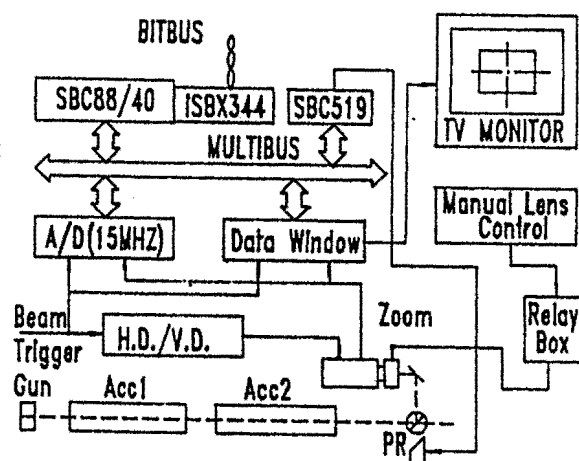 BITBUS
SBC88/40
ISBX344
SBC519
TV MONITOR
MULTIBUS
A/D(15MHZ)
Data Window
Manual Lens
Control
Beam
Trigger
H.D./V.D.
Zoom
Relay
Box
Gun
Acc1
Acc2
PR